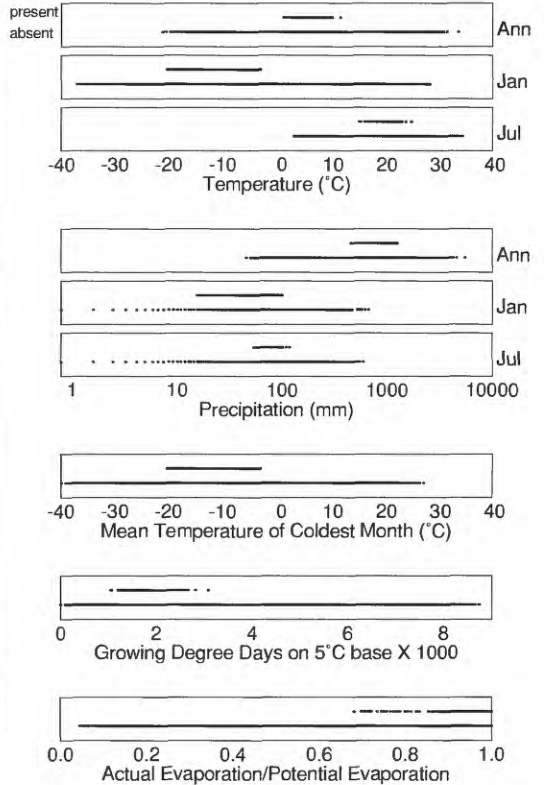 present
absent
Ann
Jan
Jul
-40 -30 -20 -10 0 10 20 30 40
Temperature (˚C)
Ann
Jan
Jul
1 10 100 1000 10000
Precipitation (mm)
-40 -30 -20 -10 0 10 20 30 40
Mean Temperature of Coldest Month (˚C)
0 2 4 6 8
Growing Degree Days on 5˚C base X 1000
0.0 0.2 0.4 0.6 0.8 1.0
Actual Evaporation/Potential Evaporation